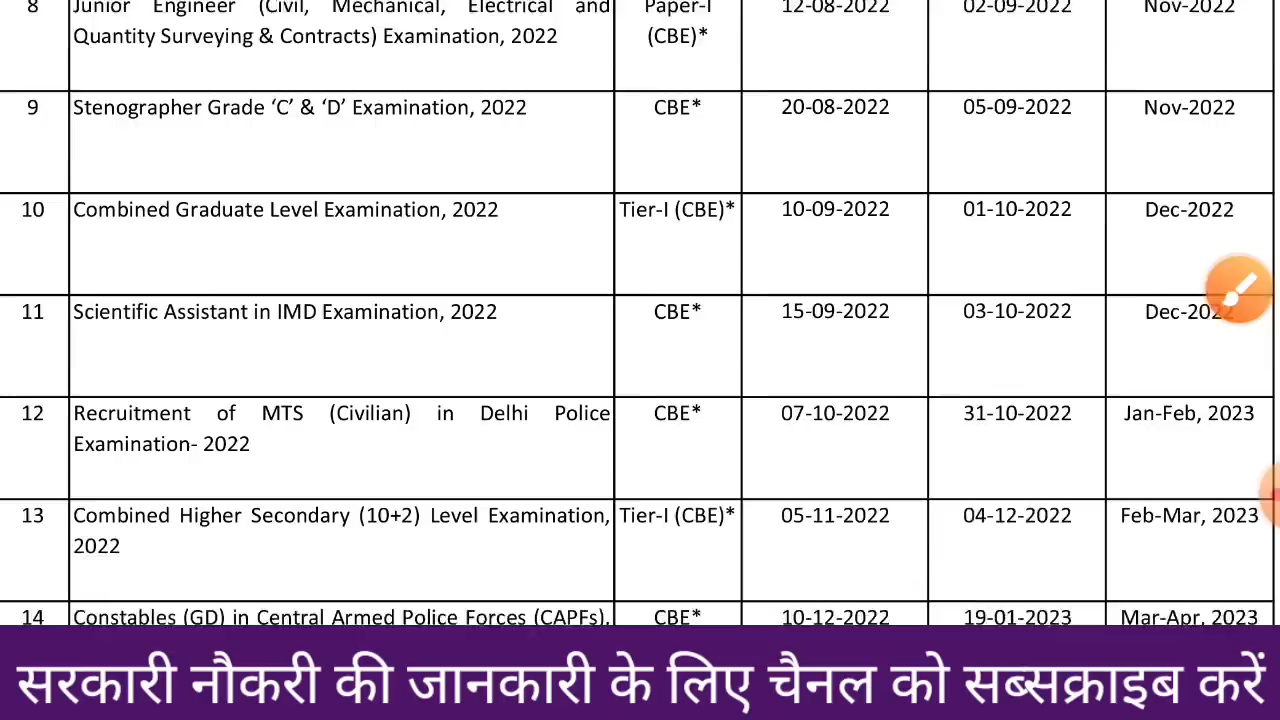 8 Junior Engineer (Civil, Mechanical, Electrical and Paper-I 12-08-2022 02-09-2022 Nov-2022
Quantity Surveying & Contracts) Examination, 2022 (CBE)*
9 Stenographer Grade ‘C’ & ‘D’ Examination, 2022 CBE* 20-08-2022 05-09-2022 Nov-2022
10 Combined Graduate Level Examination, 2022 Tier-I (CBE)* 10-09-2022 01-10-2022 Dec-2022
11 Scientific Assistant in IMD Examination, 2022 CBE* 15-09-2022 03-10-2022 Dec-2022
12 Recruitment of MTS (Civilian) in Delhi Police CBE* 07-10-2022 31-10-2022 Jan-Feb, 2023
Examination- 2022
13 Combined Higher Secondary (10+2) Level Examination, Tier-I (CBE)* 05-11-2022 04-12-2022 Feb-Mar, 2023
2022
14 Constables (GD) in Central Armed Police Forces (CAPFs), CBE* 10-12-2022 19-01-2023 Mar-Apr, 2023
सरकारी नौकरी की जानकारी के लिए चैनल को सब्सक्राइब करें